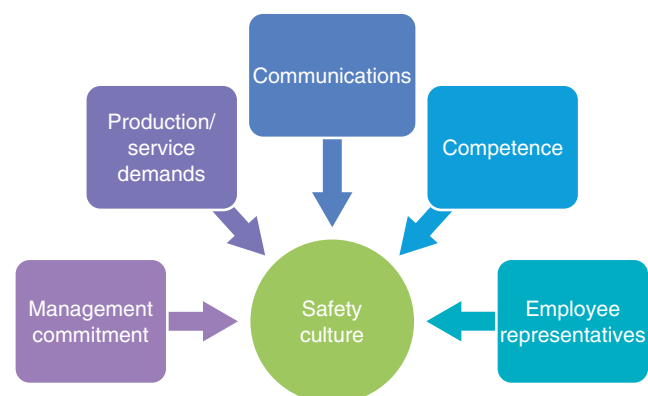 Communications
Production/
service
demands
Competence
Management
commitment
Safety
culture
Employee
representatives